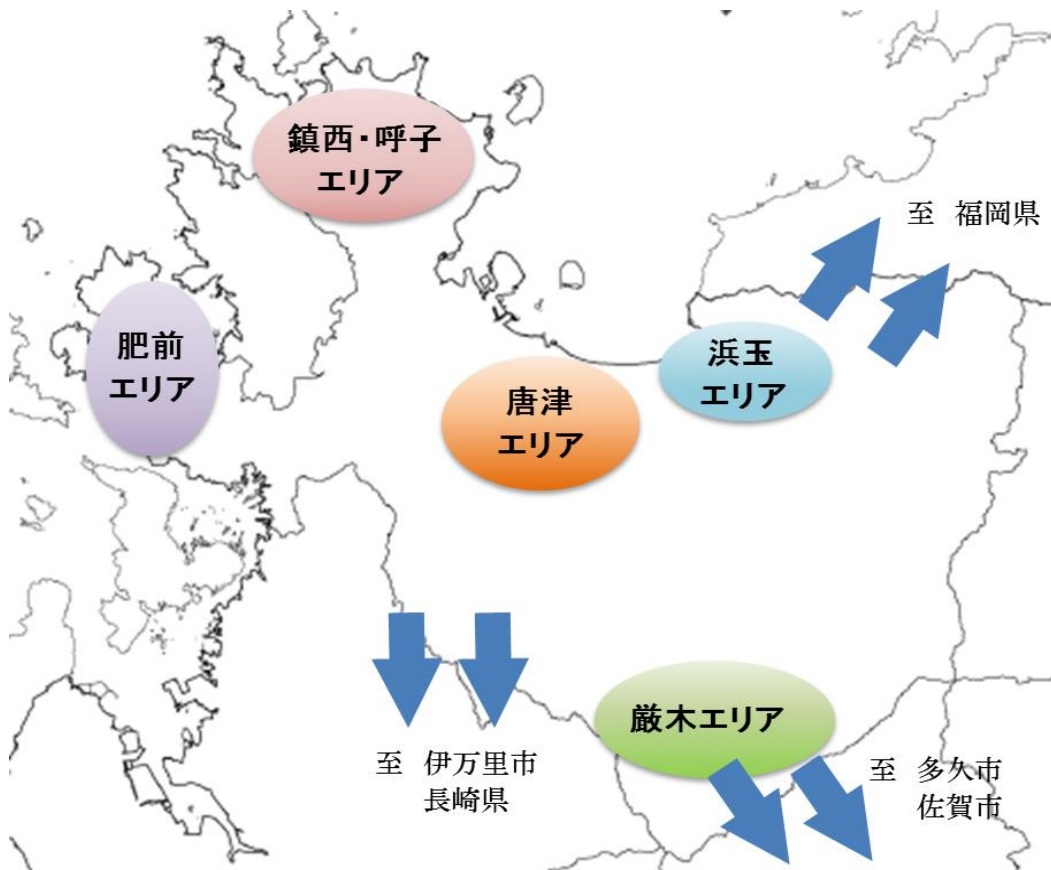 鎮西・呼子
エリア
至 福岡県
肥前
エリア
浜玉
エリア
唐津
エリア
厳木エリア
至 伊万里市
長崎県
至 多久市
佐賀市